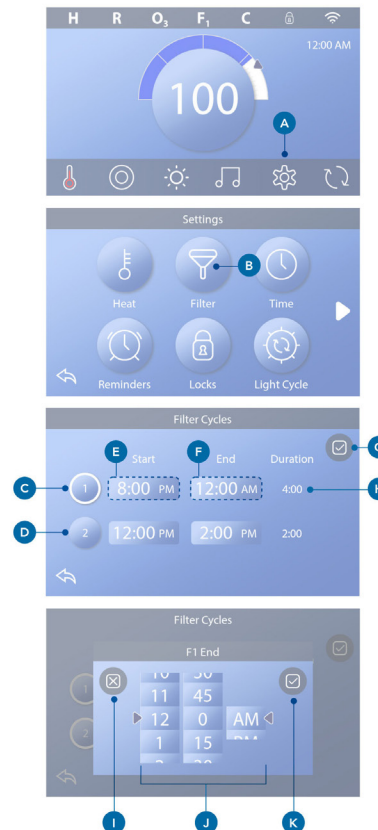 H R O₃ F₁ C
12:00 AM
100
A
Settings
B
Heat Filter Time
Reminders Locks Light Cycle
Filter Cycles
E F G
Start End Duration
C 1 8:00 PM 12:00 AM 4:00 H
D 2 12:00 PM 2:00 PM 2:00
Filter Cycles
F1 End
1
11 45
12 0 AM
2
1 15
I J K